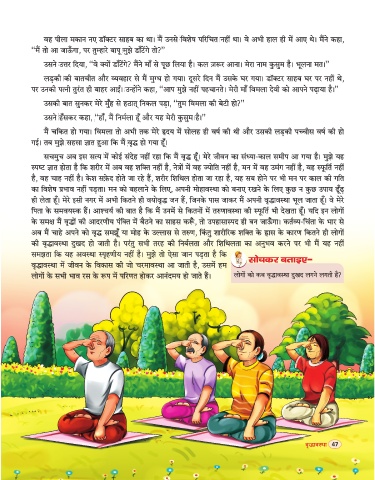 वह पीला मकान नए डॉक्टर साहब का था। मैं उनसे विशेष परिचित नहीं था। वे अभी हाल ही में आए थे। मैंने कहा,
"मैं तो आ जाऊँगा, पर तुम्हारे बापू मुझे डाँटेंगे तो?"
उसने उत्तर दिया, "वे क्यों डाँटेंगे? मैंने माँ से पूछ लिया है। कल ज़रूर आना। मेरा नाम कुसुम है। भूलना मत।"
लड़की की बातचीत और व्यवहार से मैं मुग्ध हो गया। दूसरे दिन मैं उसके घर गया। डॉक्टर साहब घर पर नहीं थे,
पर उनकी पत्नी तुरंत ही बाहर आईं। उन्होंने कहा, "आप मुझे नहीं पहचानते। मेरी माँ विमला देवी को आपने पढ़ाया है।"
उसकी बात सुनकर मेरे मुँह से हठात् निकल पड़ा, "तुम विमला की बेटी हो?"
उसने हँसकर कहा, "हाँ, मैं निर्मला हूँ और यह मेरी कुसुम है।"
मैं चकित हो गया। विमला तो अभी तक मेरे हृदय में सोलह ही वर्ष की थी और उसकी लड़की पच्चीस वर्ष की हो
गई। तब मुझे सहसा ज्ञात हुआ कि मैं वृद्ध हो गया हूँ।
सचमुच अब इस सत्य में कोई संदेह नहीं रहा कि मैं वृद्ध हूँ। मेरे जीवन का संध्या-काल समीप आ गया है। मुझे यह
स्पष्ट ज्ञात होता है कि शरीर में अब वह शक्ति नहीं है, नेत्रों में वह ज्योति नहीं है, मन में वह उमंग नहीं है, वह स्फूर्ति नहीं
है, वह चाह नहीं है। मेरे बाल सफ़ेद होते जा रहे हैं, शरीर शिथिल होता जा रहा है, यह सब होने पर भी मन पर काल की गति
का विशेष प्रभाव नहीं पड़ता। मन को बहलाने के लिए, अपनी मोहावस्था को बनाए रखने के लिए कुछ न कुछ उपाय ढूँढ़
ही लेता हूँ। मेरे इसी नगर में अभी कितने ही वयोवृद्ध जन हैं, जिनके पास जाकर मैं अपनी वृद्धावस्था भूल जाता हूँ। वे मेरे
पिता के समवयस्क हैं। आश्चर्य की बात है कि मैं उनमें से कितनों में तरुणावस्था की स्फूर्ति भी देखता हूँ। यदि इन लोगों
के समक्ष मैं वृद्धों की आदरणीय पंक्ति में बैठने का साहस करूँ, तो उपहासास्पद ही बन जाऊँगा। कर्तव्य-चिंता के भार से
अब मैं चाहे अपने को वृद्ध समझूँ या मोह के उल्लास से तरुण, किंतु शारीरिक शक्ति के ह्रास के कारण कितने ही लोगों
की वृद्धावस्था दुखद हो जाती है। परंतु सभी तरह की निर्बलता और शिथिलता का अनुभव करने पर भी मैं यह नहीं
समझता कि यह अवस्था स्पृहणीय नहीं है। मुझे तो ऐसा जान पड़ता है कि
वृद्धावस्था में जीवन के विकास की जो चरमावस्था आ जाती है, उसमें हम
लोगों के सभी भाव रस के रूप में परिणत होकर आनंदमय हो जाते हैं।
सोचकर बताइए–
लोगों को कब वृद्धावस्था दुखद लगने लगती है?
वृद्धावस्था 47